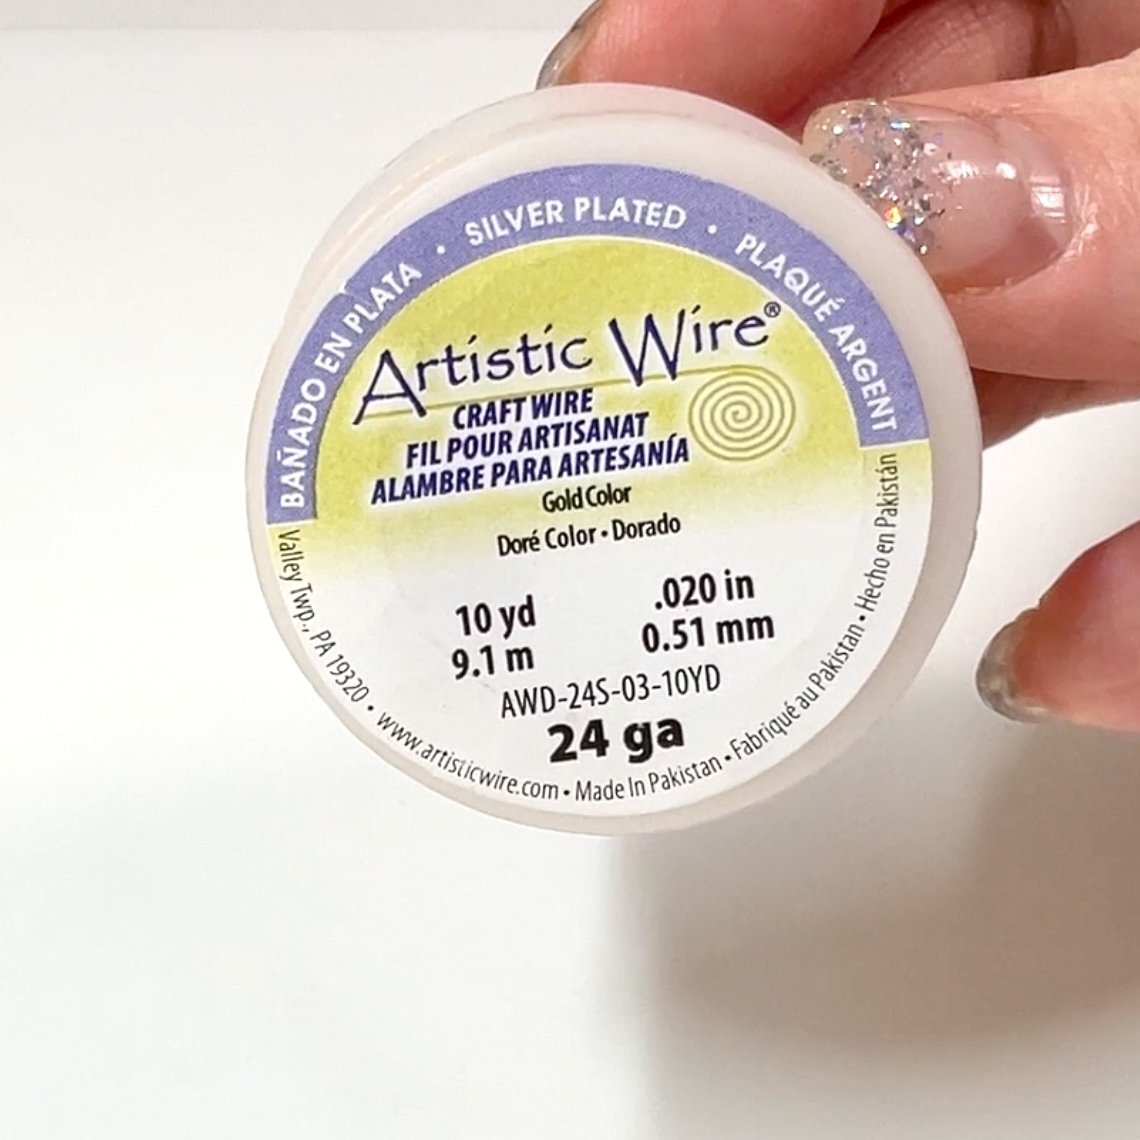 BAÑADO EN PLATA • SILVER PLATED • PLAQUÉ ARGENT
Artistic Wire®
CRAFT WIRE
FIL POUR ARTISANAT
ALAMBRE PARA ARTESANÍA
Gold Color
Doré Color • Dorado
10 yd
9.1 m
.020 in
0.51 mm
AWD-24S-03-10YD
24 ga
Valley Twp., PA 19320 • www.artisticwire.com • Made In Pakistan • Fabriqué au Pakistan • Hecho en Pakistán